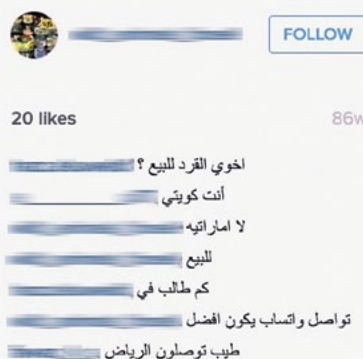 FOLLOW
20 likes
86w
اخوي القرد للبيع ؟
أنت كويتي
لا اماراتيه
للبيع
كم طالب في
تواصل واتساب يكون افضل
طيب توصلون الرياض